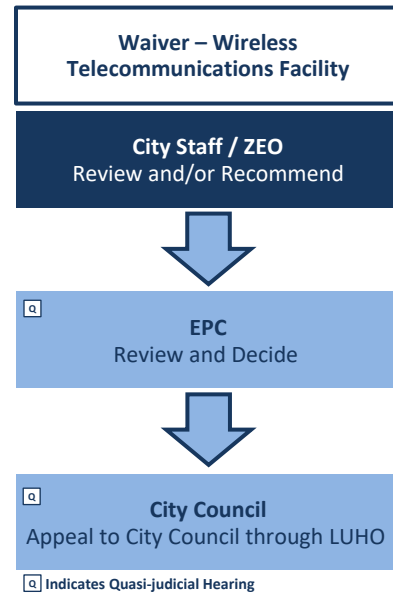 Waiver – Wireless
Telecommunications Facility
City Staff / ZEO
Review and/or Recommend
Q
EPC
Review and Decide
Q
City Council
Appeal to City Council through LUHO
Q Indicates Quasi-judicial Hearing